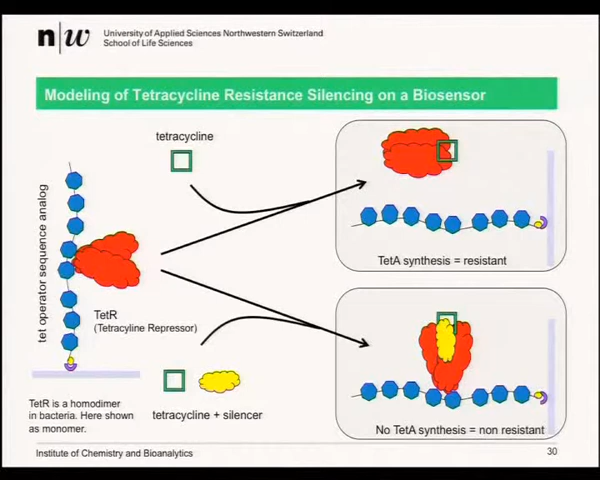 n|w University of Applied Sciences Northwestern Switzerland
School of Life Sciences
Modeling of Tetracycline Resistance Silencing on a Biosensor
tetracycline
tet operator sequence analog
TetA synthesis = resistant
TetR
(Tetracyline Repressor)
TetR is a homodimer
in bacteria. Here shown
as monomer.
tetracycline + silencer
No TetA synthesis = non resistant
Institute of Chemistry and Bioanalytics
30